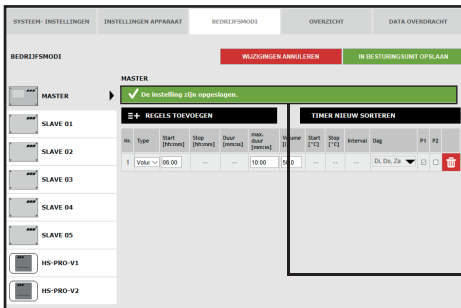 SYSTEEM- INSTELLINGEN INSTELLINGEN APPARAAT BEDRIJFSMODI OVERZICHT DATA OVERDRACHT
BEDRIJFSMODI WIJZIGINGEN ANNULEREN IN BESTURINGSUNIT OPSLAAN
MASTER
De instelling zijn opgeslagen.
REGELS TOEVOEGEN TIMER NIEUW SORTEREN
Nr. Type Start [hh:mm] Stop [hh:mm] Duur [mm:ss] max. duur [mm:ss] Start [°C] Stop [°C] Interval Dag P1 P2
1 Volu 06:00 -- -- 10:00 -- -- -- Di, Do, Za
MASTER
SLAVE 01
SLAVE 02
SLAVE 03
SLAVE 04
SLAVE 05
HS-PRO-V1
HS-PRO-V2